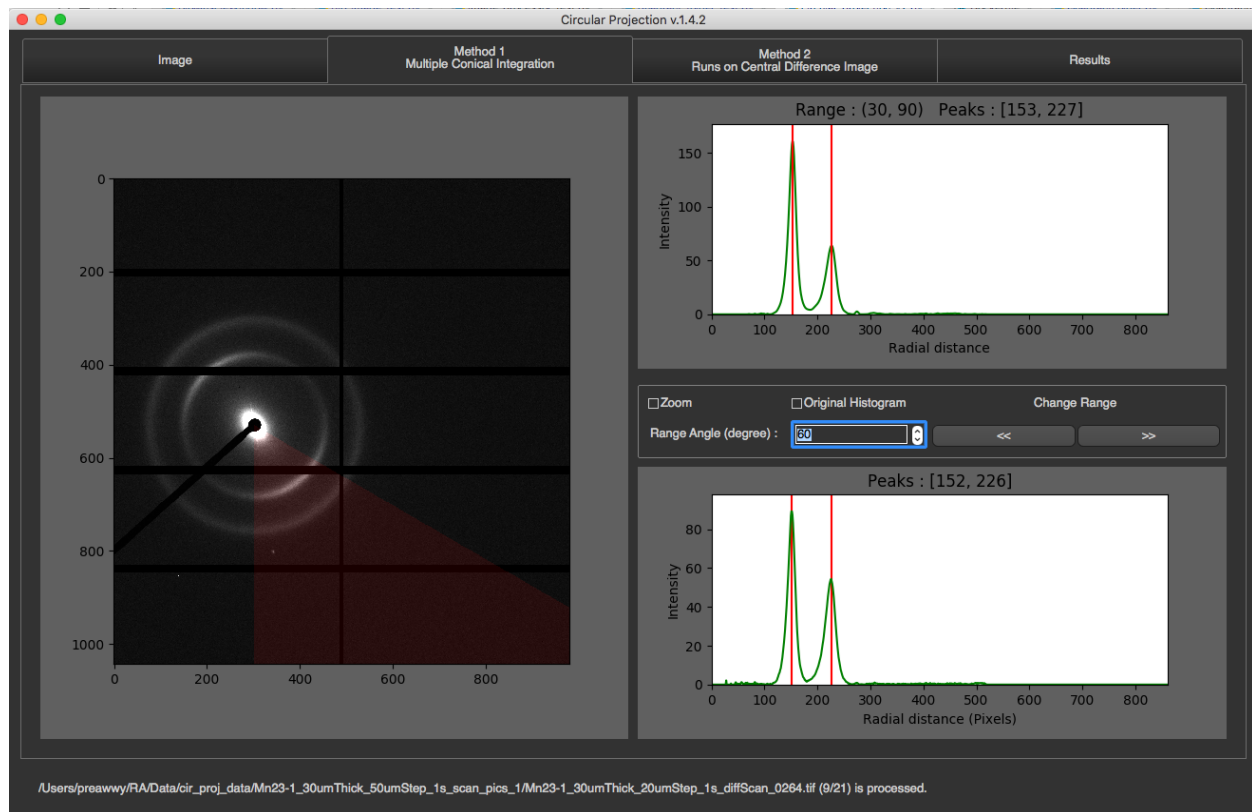 Circular Projection v.1.4.2
Image
Method 1
Multiple Conical Integration
Method 2
Runs on Central Difference Image
Results
0
200
400
600
800
1000
0 200 400 600 800
Range : (30, 90) Peaks : [153, 227]
150
100
50
0
Intensity
0 100 200 300 400 500 600 700 800
Radial distance
Zoom Original Histogram Change Range
Range Angle (degree) : 60 << >>
Peaks : [152, 226]
80
60
40
20
0
Intensity
0 100 200 300 400 500 600 700 800
Radial distance (Pixels)
/Users/preawwy/RA/Data/cir_proj_data/Mn23-1_30umThick_50umStep_1s_scan_pics_1/Mn23-1_30umThick_20umStep_1s_diffScan_0264.tif (9/21) is processed.